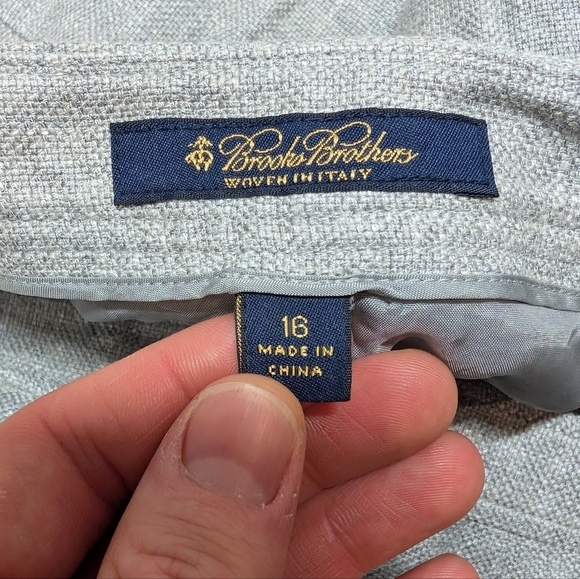 Brooks Brothers
WOVEN IN ITALY
16
MADE IN
CHINA